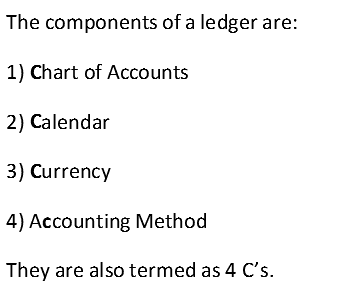 The components of a ledger are:
1) Chart of Accounts
2) Calendar
3) Currency
4) Accounting Method
They are also termed as 4 C’s.